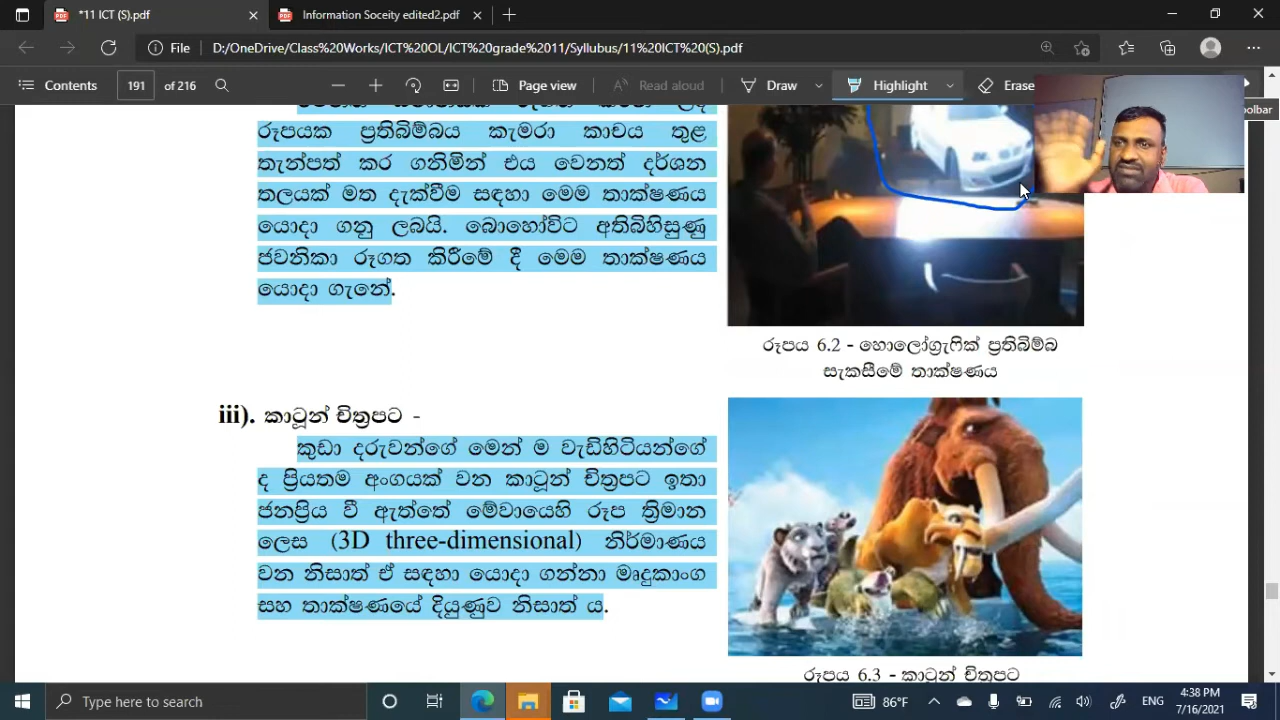 *11 ICT (S).pdf
Information Soceity edited2.pdf
File
D:/OneDrive/Class%20Works/ICT%20OL/ICT%20grade%2011/Syllubus/11%20ICT%20(S).pdf
Contents
191 of 216
Page view
Read aloud
Draw
Highlight
Erase
olbar
රූපයක ප්‍රතිබිම්බය කැමරා කාචය තුළ
තැන්පත් කර ගනිමින් එය වෙනත් දර්ශන
තලයක් මත දැක්වීම සඳහා මෙම තාක්ෂණය
යොදා ගනු ලබයි. බොහෝවිට අතිබිහිසුණු
ජවනිකා රූගත කිරීමේ දී මෙම තාක්ෂණය
යොදා ගැනේ.
රූපය 6.2 - හොලෝග්‍රැෆික් ප්‍රතිබිම්බ
සැකසීමේ තාක්ෂණය
iii). කාටූන් චිත්‍රපට -
කුඩා දරුවන්ගේ මෙන් ම වැඩිහිටියන්ගේ
ද ප්‍රියතම අංගයක් වන කාටූන් චිත්‍රපට ඉතා
ජනප්‍රිය වී ඇත්තේ මේවායෙහි රූප ත්‍රිමාන
ලෙස (3D three-dimensional) නිර්මාණය
වන නිසාත් ඒ සඳහා යොදා ගන්නා මෘදුකාංග
සහ තාක්ෂණයේ දියුණුව නිසාත් ය.
රූපය 6.3 - කාටූන් චිත්‍රපට
Type here to search
86°F
ENG
4:38 PM
7/16/2021